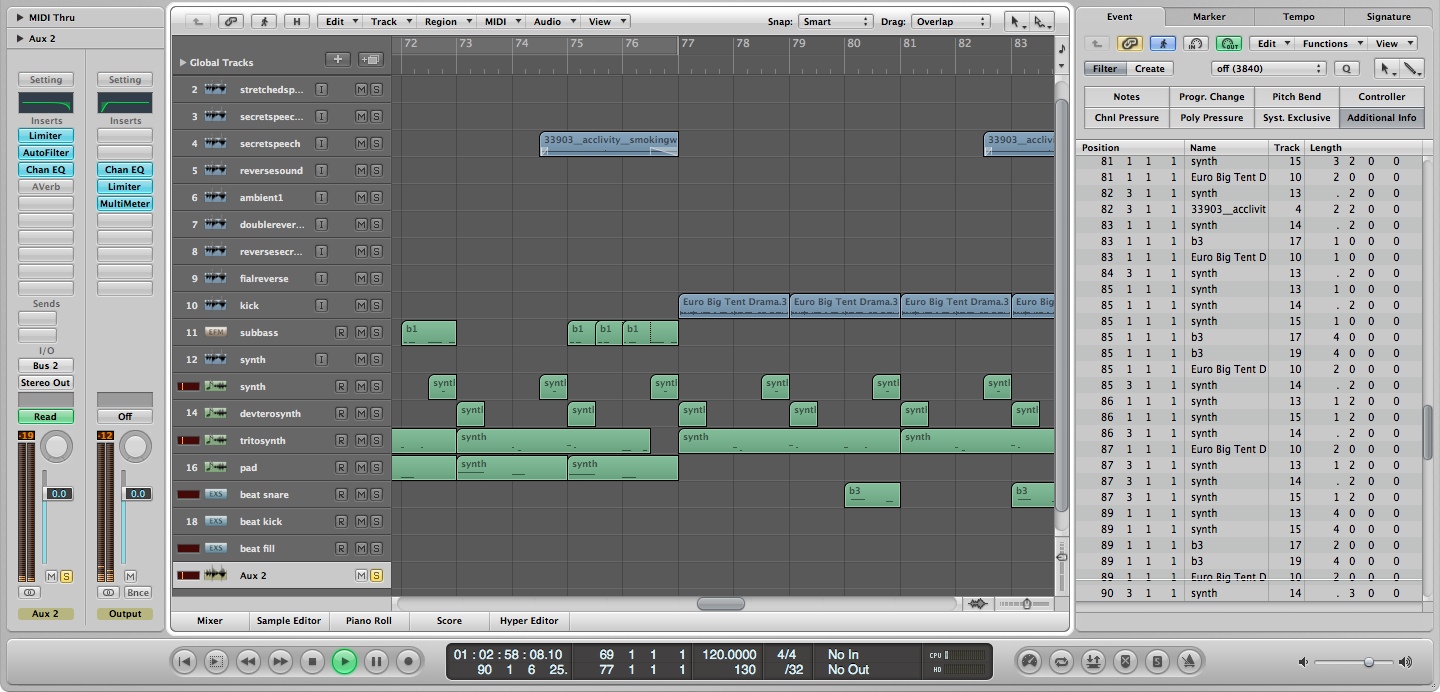 MIDI Thru
Aux 2
Setting Setting
Inserts Inserts
Limiter
AutoFilter
Chan EQ Chan EQ
AVerb Limiter
MultiMeter
Sends
I/O
Bus 2
Stereo Out
Read Off
-19 -12
0.0 0.0
M S M
Bnce
Aux 2 Output
H Edit Track Region MIDI Audio View Snap: Smart Drag: Overlap
72 73 74 75 76 77 78 79 80 81 82 83
Global Tracks
2 stretchedsp... I M S
3 secretspeec... I M S
4 secretspeech I M S 33903__acclivity__smokingw 33903__accliv
5 reversesound I M S
6 ambient1 I M S
7 doublerever... I M S
8 reversesecr... I M S
9 fialreverse I M S
10 kick I M S Euro Big Tent Drama.3 Euro Big Tent Drama.3 Euro Big Tent Drama.3 Euro Big
11 EFM subbass R M S b1 b1 b1 b1
12 synth I M S
synth R M S synth synth synth synth synth synth
14 devterosynth R M S synth synth synth synth synth synth
tritosynth R M S synth synth synth
16 pad R M S synth synth
EXS beat snare R M S b3 b3
18 EXS beat kick R M S
EXS beat fill R M S
Aux 2 M S
Mixer Sample Editor Piano Roll Score Hyper Editor
Event Marker Tempo Signature
IN OUT Edit Functions View
Filter Create off (3840) Q
Notes Progr. Change Pitch Bend Controller
Chnl Pressure Poly Pressure Syst. Exclusive Additional Info
Position Name Track Length
81 1 1 1 synth 15 3 2 0 0
81 1 1 1 Euro Big Tent D 10 2 0 0 0
82 3 1 1 synth 13 . 2 0 0
82 3 1 1 33903__acclivit 4 2 2 0 0
83 1 1 1 synth 14 . 2 0 0
83 1 1 1 b3 17 1 0 0 0
83 1 1 1 Euro Big Tent D 10 1 0 0 0
84 3 1 1 synth 13 . 2 0 0
85 1 1 1 synth 13 1 0 0 0
85 1 1 1 synth 14 . 2 0 0
85 1 1 1 synth 15 1 0 0 0
85 1 1 1 b3 17 4 0 0 0
85 1 1 1 b3 19 4 0 0 0
85 1 1 1 Euro Big Tent D 10 2 0 0 0
85 3 1 1 synth 14 . 2 0 0
86 1 1 1 synth 13 1 2 0 0
86 1 1 1 synth 15 1 2 0 0
86 3 1 1 synth 14 . 2 0 0
87 1 1 1 Euro Big Tent D 10 2 0 0 0
87 3 1 1 synth 13 1 2 0 0
87 3 1 1 synth 14 . 2 0 0
87 3 1 1 synth 15 1 2 0 0
89 1 1 1 synth 13 4 0 0 0
89 1 1 1 synth 15 4 0 0 0
89 1 1 1 b3 17 2 0 0 0
89 1 1 1 b3 19 4 0 0 0
89 1 1 1 Euro Big Tent D 10 2 0 0 0
90 3 1 1 synth 14 . 3 0 0
01 : 02 : 58 : 08.10 69 1 1 1 120.0000 4/4 No In CPU
90 1 6 25. 77 1 1 1 130 /32 No Out HD